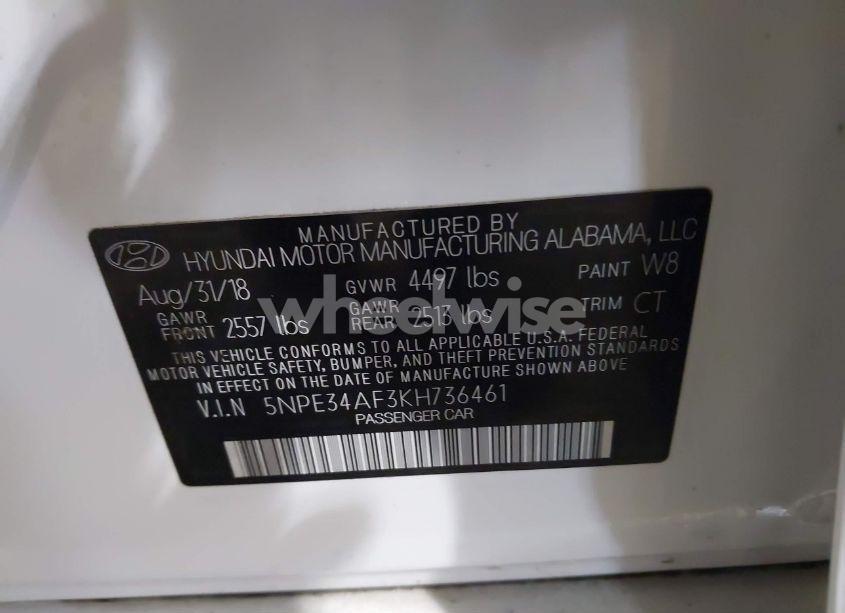 MANUFACTURED BY
HYUNDAI MOTOR MANUFACTURING ALABAMA, LLC
Aug/31/18 GVWR 4497 lbs PAINT W8
GAWR FRONT 2557 lbs GAWR REAR 2513 lbs TRIM CT
THIS VEHICLE CONFORMS TO ALL APPLICABLE U.S.A. FEDERAL
MOTOR VEHICLE SAFETY, BUMPER, AND THEFT PREVENTION STANDARDS
IN EFFECT ON THE DATE OF MANUFACTURE SHOWN ABOVE
V.I.N 5NPE34AF3KH736461
PASSENGER CAR
wheelwise